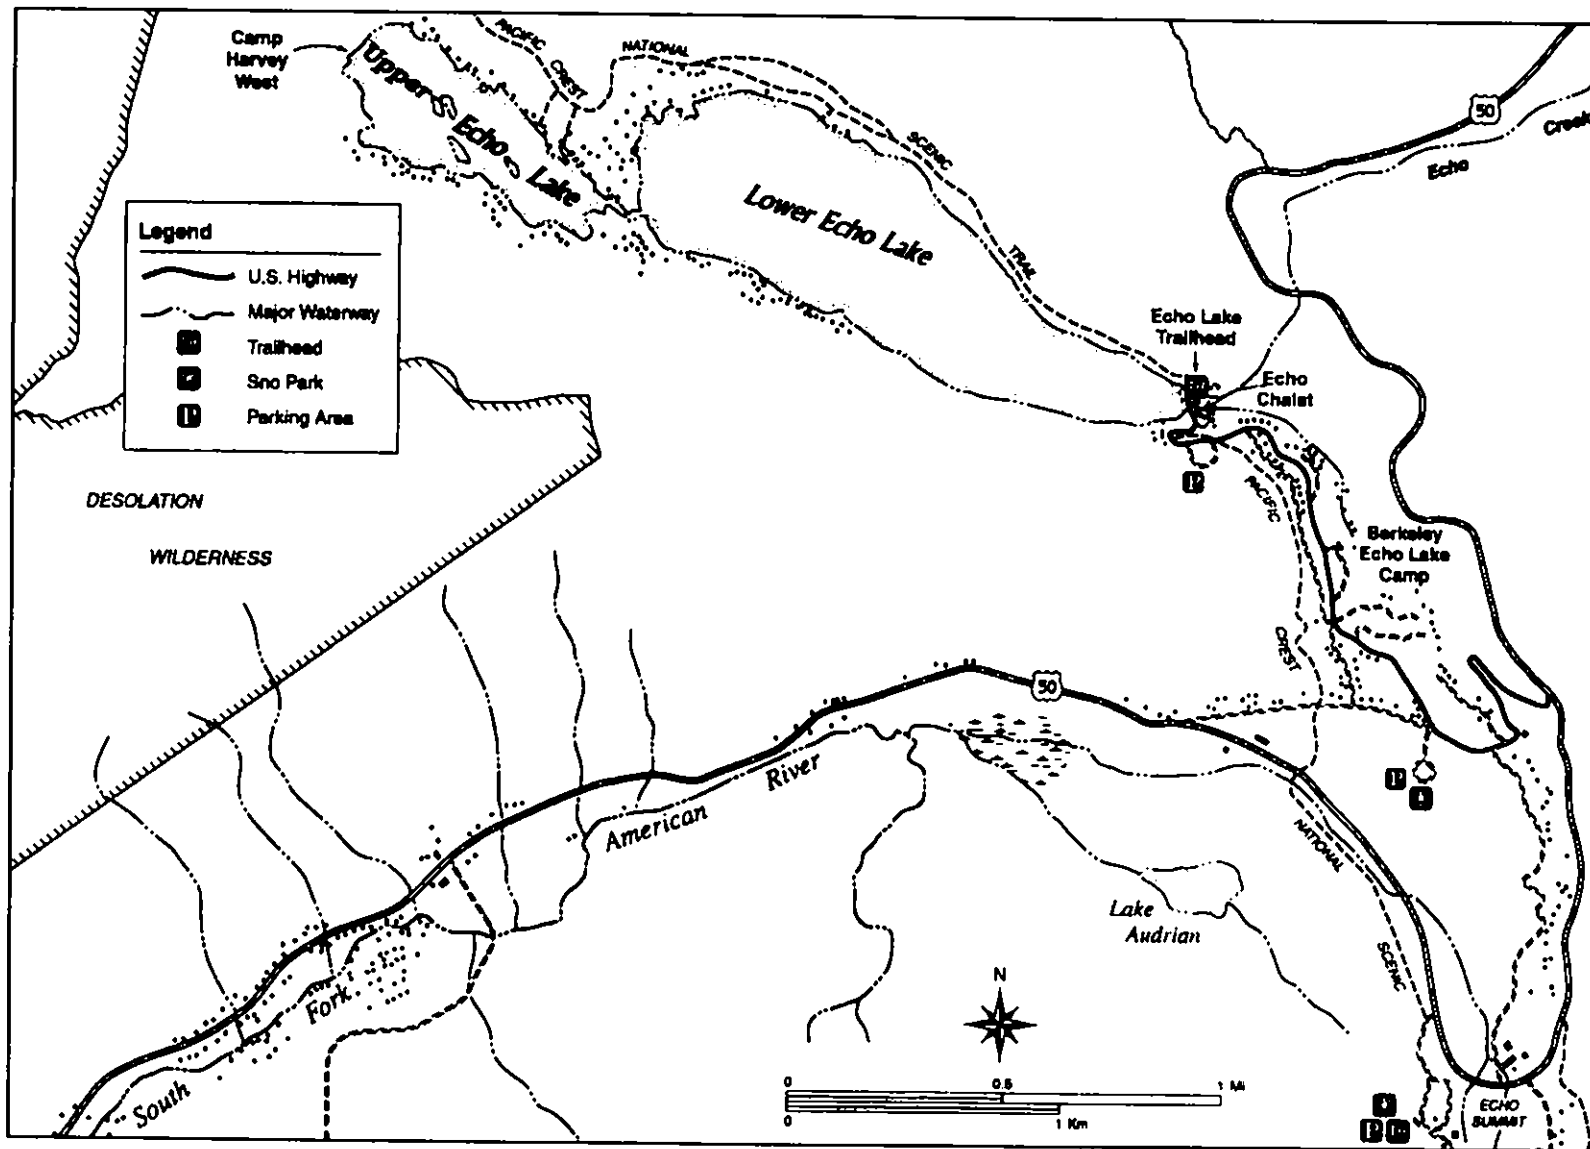 Camp
Harvey
West
Upper Echo Lake
PACIFIC
CREST
NATIONAL
SCENIC
TRAIL
Lower Echo Lake
50
Echo
Creek
Legend
U.S. Highway
Major Waterway
Trailhead
Sno Park
P
Parking Area
Echo Lake
Trailhead
Echo
Chalet
P
DESOLATION
WILDERNESS
PACIFIC
CREST
Berkeley
Echo Lake
Camp
50
P
NATIONAL
SCENIC
South
Fork
American
River
Lake
Audrian
N
0
0.5
1 Mi
0
1 Km
P
ECHO
SUMMIT